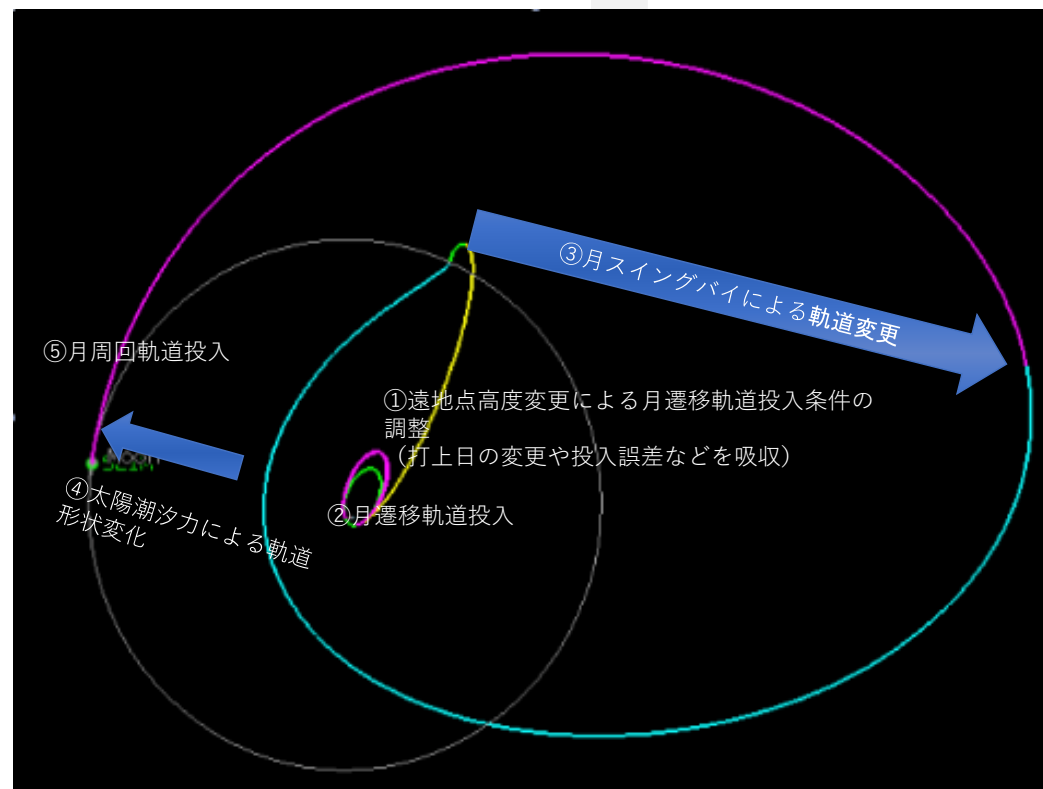 ③月スイングバイによる軌道変更
⑤月周回軌道投入
①遠地点高度変更による月遷移軌道投入条件の
調整
（打上日の変更や投入誤差などを吸収）
②月遷移軌道投入
④太陽潮汐力による軌道
形状変化